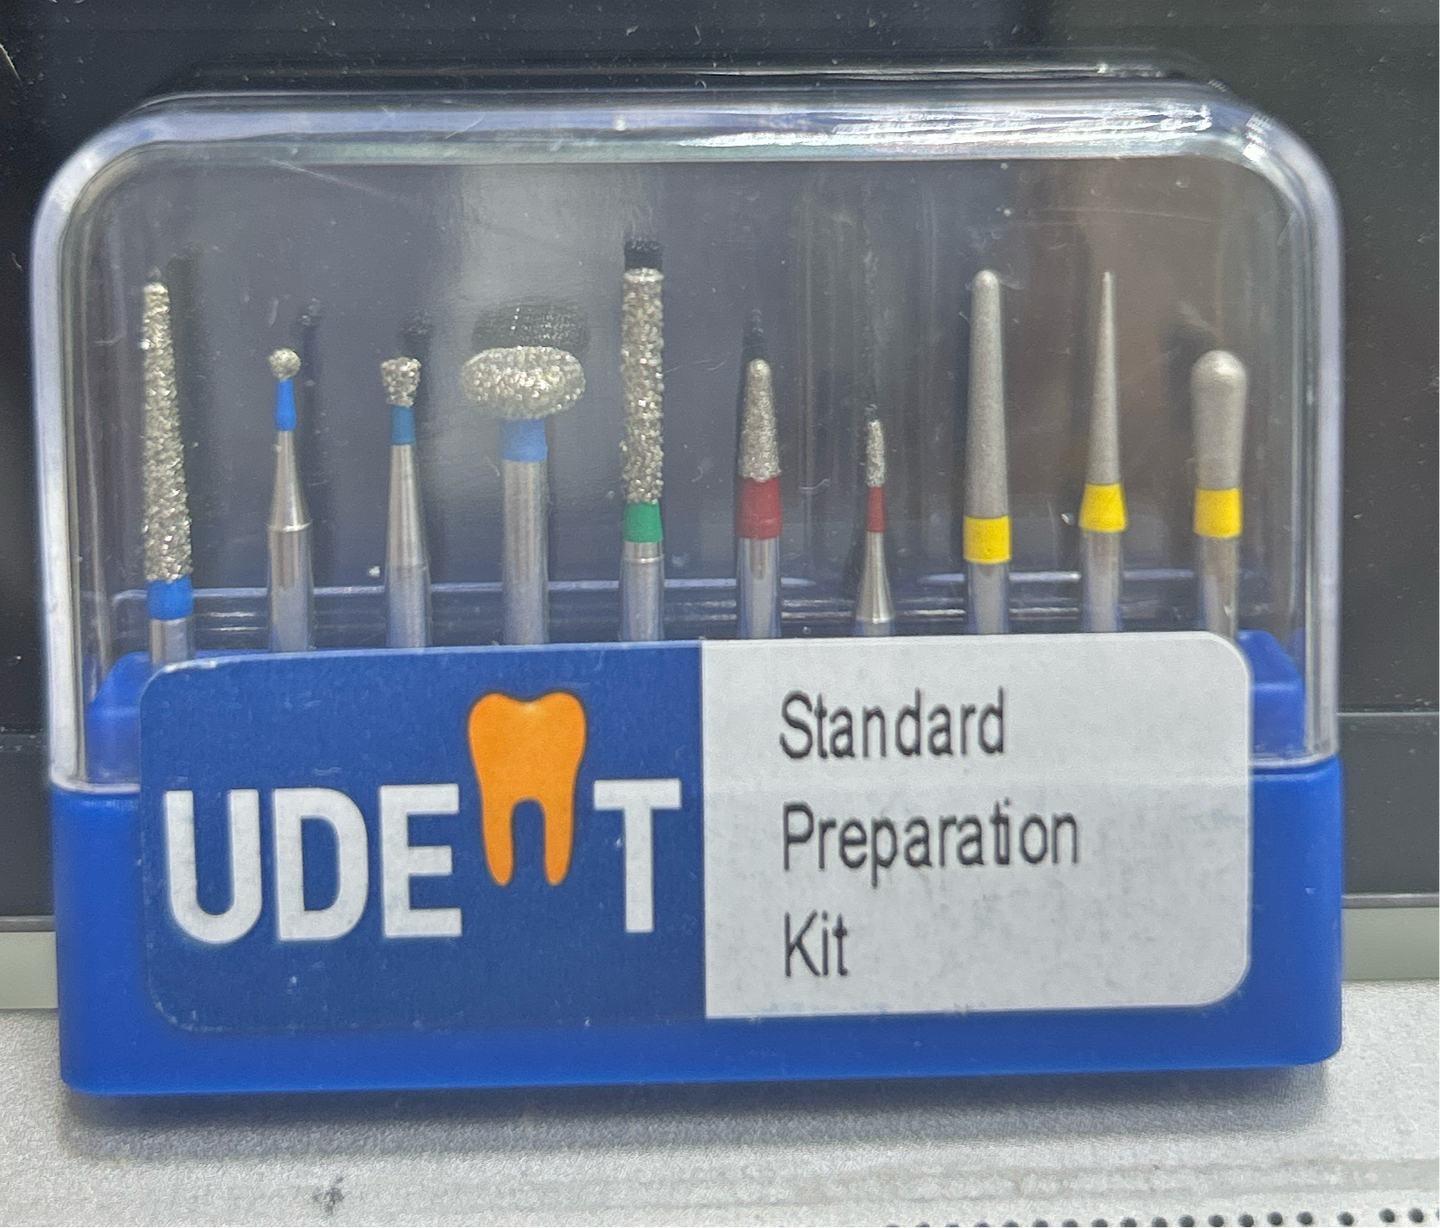 UDENT
Standard
Preparation
Kit